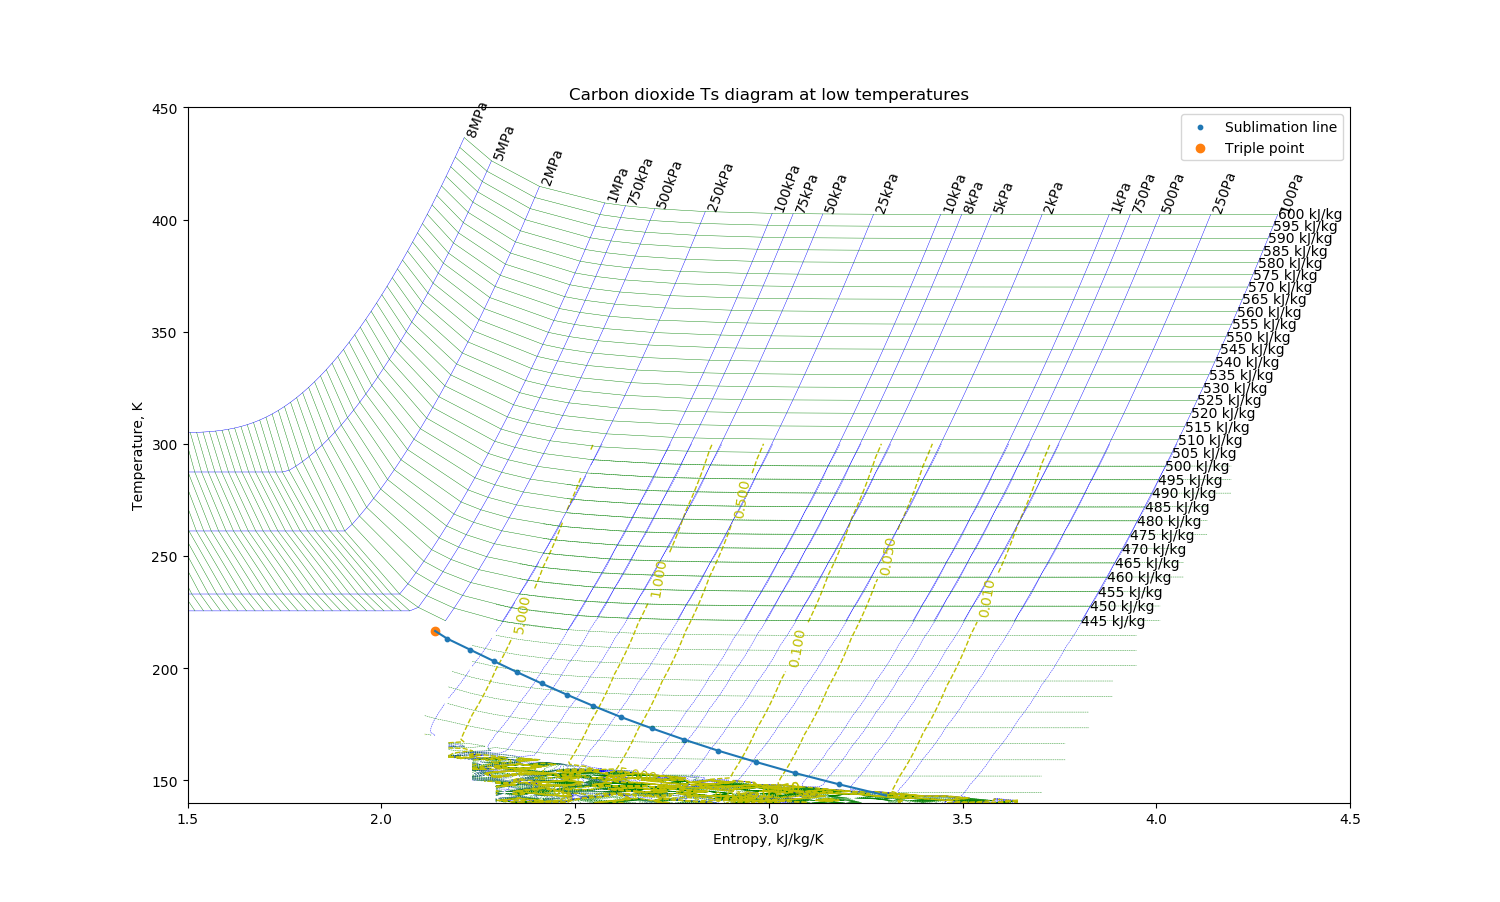 Carbon dioxide Ts diagram at low temperatures
Sublimation line
Triple point
8MPa
5MPa
2MPa
1MPa
750kPa
500kPa
250kPa
100kPa
75kPa
50kPa
25kPa
10kPa
8kPa
5kPa
2kPa
1kPa
750Pa
500Pa
250Pa
100Pa
600 kJ/kg
595 kJ/kg
590 kJ/kg
585 kJ/kg
580 kJ/kg
575 kJ/kg
570 kJ/kg
565 kJ/kg
560 kJ/kg
555 kJ/kg
550 kJ/kg
545 kJ/kg
540 kJ/kg
535 kJ/kg
530 kJ/kg
525 kJ/kg
520 kJ/kg
515 kJ/kg
510 kJ/kg
505 kJ/kg
500 kJ/kg
495 kJ/kg
490 kJ/kg
485 kJ/kg
480 kJ/kg
475 kJ/kg
470 kJ/kg
465 kJ/kg
460 kJ/kg
455 kJ/kg
450 kJ/kg
445 kJ/kg
5.000
1.000
0.500
0.100
0.050
0.010
450
400
350
300
250
200
150
Temperature, K
1.5
2.0
2.5
3.0
3.5
4.0
4.5
Entropy, kJ/kg/K